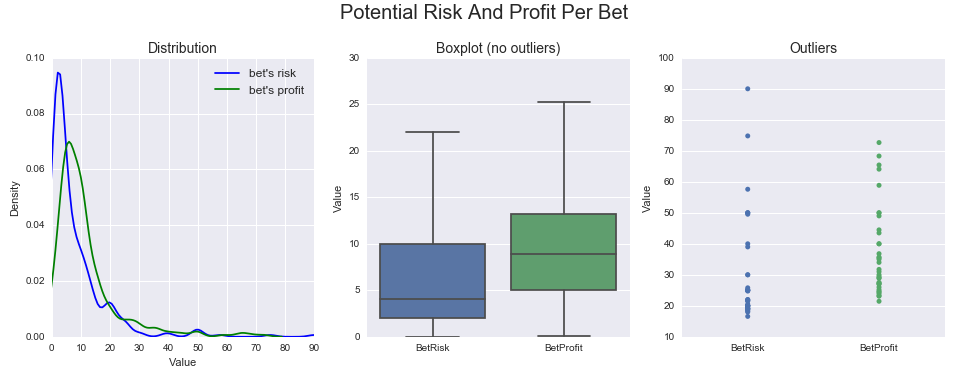 Potential Risk And Profit Per Bet
Distribution
Density
0.10
0.08
0.06
0.04
0.02
0.00
bet's risk
bet's profit
0 10 20 30 40 50 60 70 80 90
Value
Boxplot (no outliers)
Value
30
25
20
15
10
5
0
BetRisk BetProfit
Outliers
Value
100
90
80
70
60
50
40
30
20
10
BetRisk BetProfit